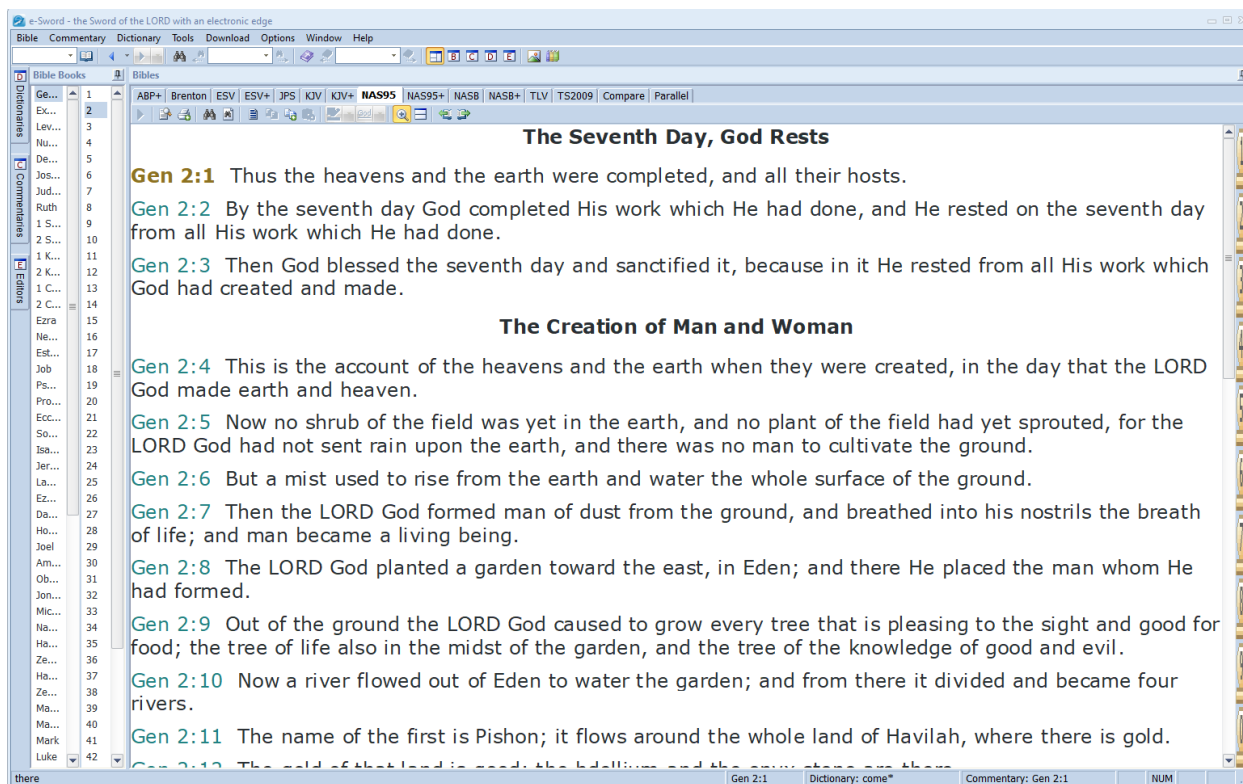 e-Sword - the Sword of the LORD with an electronic edge
Bible Commentary Dictionary Tools Download Options Window Help
B C D E
D Dictionaries
C Commentaries
E Editors
Bible Books
Bibles
Ge...
Ex...
Lev...
Nu...
De...
Jos...
Jud...
Ruth
1 S...
2 S...
1 K...
2 K...
1 C...
2 C...
Ezra
Ne...
Est...
Job
Ps...
Pro...
Ecc...
So...
Isa...
Jer...
La...
Ez...
Da...
Ho...
Joel
Am...
Ob...
Jon...
Mic...
Na...
Ha...
Ze...
Ha...
Ze...
Ma...
Ma...
Mark
Luke
1
2
3
4
5
6
7
8
9
10
11
12
13
14
15
16
17
18
19
20
21
22
23
24
25
26
27
28
29
30
31
32
33
34
35
36
37
38
39
40
41
42
ABP+ Brenton ESV ESV+ JPS KJV KJV+ NAS95 NAS95+ NASB NASB+ TLV TS2009 Compare Parallel
The Seventh Day, God Rests
Gen 2:1 Thus the heavens and the earth were completed, and all their hosts.
Gen 2:2 By the seventh day God completed His work which He had done, and He rested on the seventh day
from all His work which He had done.
Gen 2:3 Then God blessed the seventh day and sanctified it, because in it He rested from all His work which
God had created and made.
The Creation of Man and Woman
Gen 2:4 This is the account of the heavens and the earth when they were created, in the day that the LORD
God made earth and heaven.
Gen 2:5 Now no shrub of the field was yet in the earth, and no plant of the field had yet sprouted, for the
LORD God had not sent rain upon the earth, and there was no man to cultivate the ground.
Gen 2:6 But a mist used to rise from the earth and water the whole surface of the ground.
Gen 2:7 Then the LORD God formed man of dust from the ground, and breathed into his nostrils the breath
of life; and man became a living being.
Gen 2:8 The LORD God planted a garden toward the east, in Eden; and there He placed the man whom He
had formed.
Gen 2:9 Out of the ground the LORD God caused to grow every tree that is pleasing to the sight and good for
food; the tree of life also in the midst of the garden, and the tree of the knowledge of good and evil.
Gen 2:10 Now a river flowed out of Eden to water the garden; and from there it divided and became four
rivers.
Gen 2:11 The name of the first is Pishon; it flows around the whole land of Havilah, where there is gold.
there
Gen 2:1
Dictionary: come*
Commentary: Gen 2:1
NUM